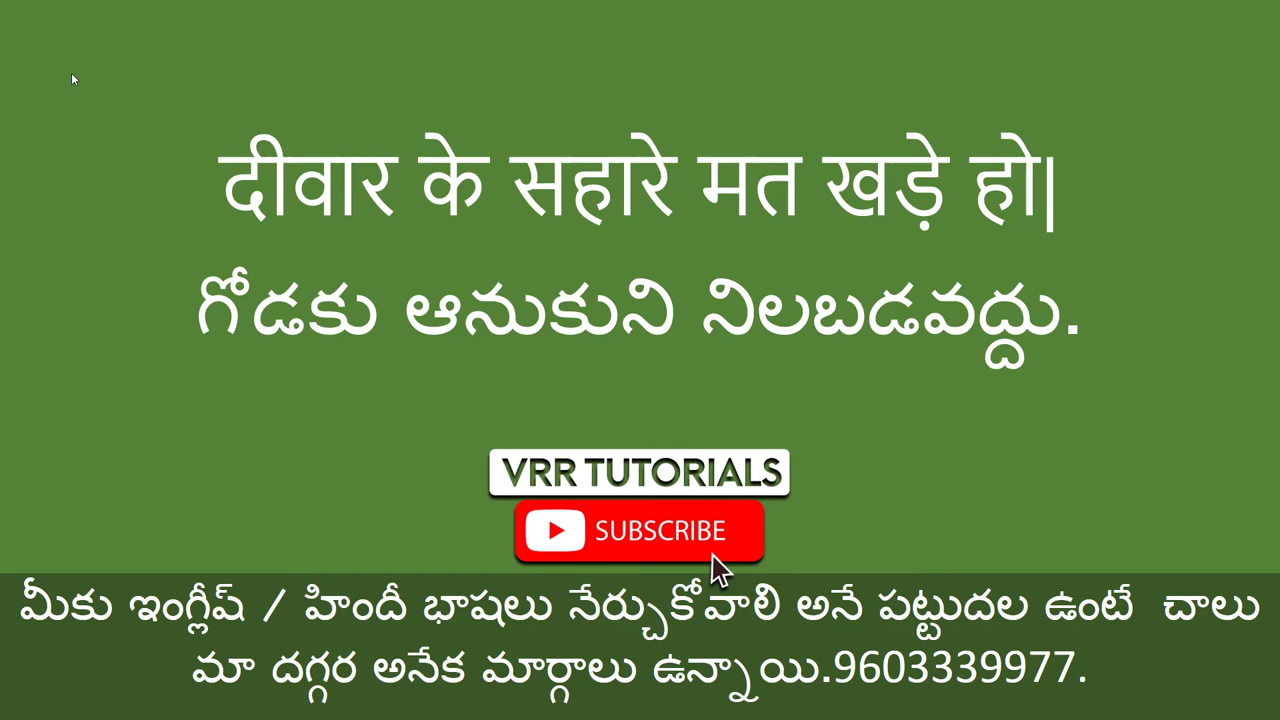 दीवार के सहारे मत खड़े हो|
గోడకు ఆనుకుని నిలబడవద్దు.
VRR TUTORIALS
SUBSCRIBE
మీకు ఇంగ్లీష్ / హిందీ భాషలు నేర్చుకోవాలి అనే పట్టుదల ఉంటే చాలు
మా దగ్గర అనేక మార్గాలు ఉన్నాయి.9603339977.